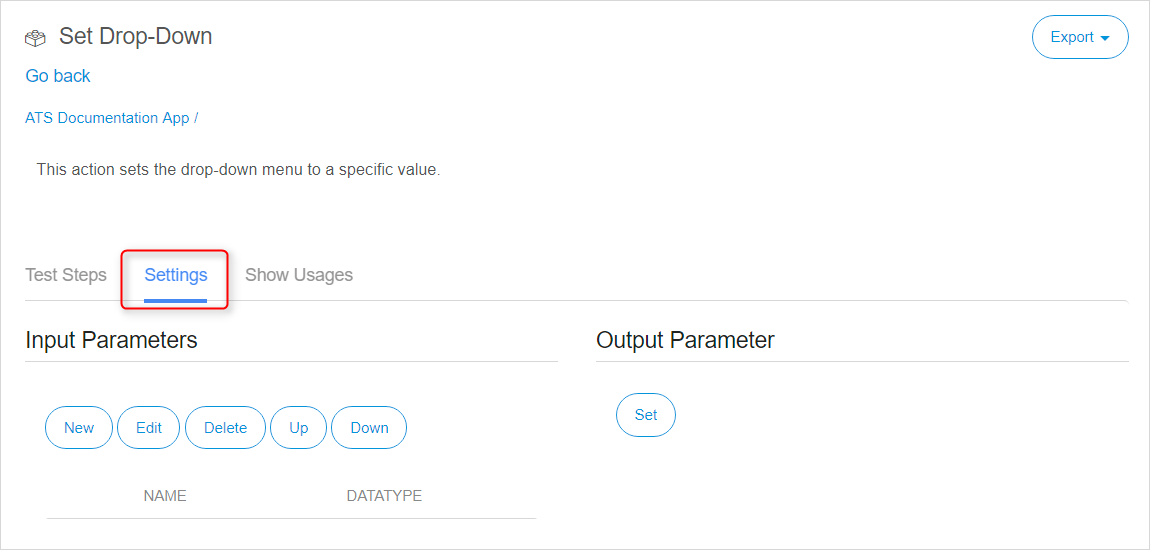 Set Drop-Down
Export
Go back
ATS Documentation App /
This action sets the drop-down menu to a specific value.
Test Steps Settings Show Usages
Input Parameters Output Parameter
New Edit Delete Up Down Set
NAME DATATYPE